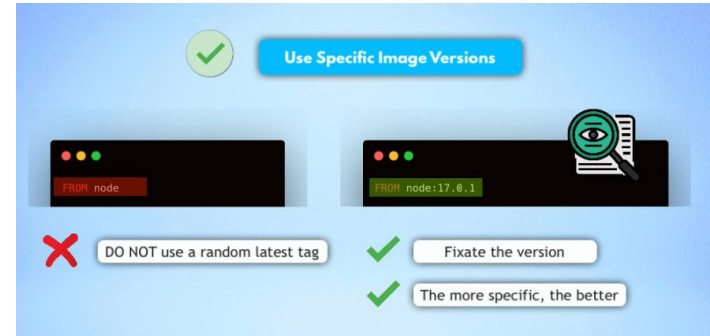 Use Specific Image Versions
FROM node
FROM node:17.0.1
DO NOT use a random latest tag
Fixate the version
The more specific, the better